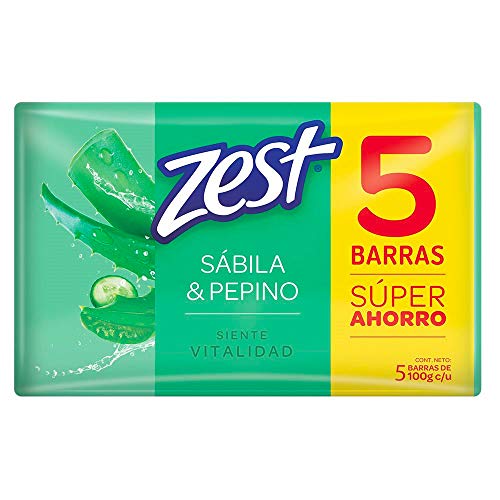 Zest
SÁBILA
& PEPINO
SIENTE
VITALIDAD
5
BARRAS
SÚPER
AHORRO
CONT. NETO:
5 BARRAS DE
100g c/u